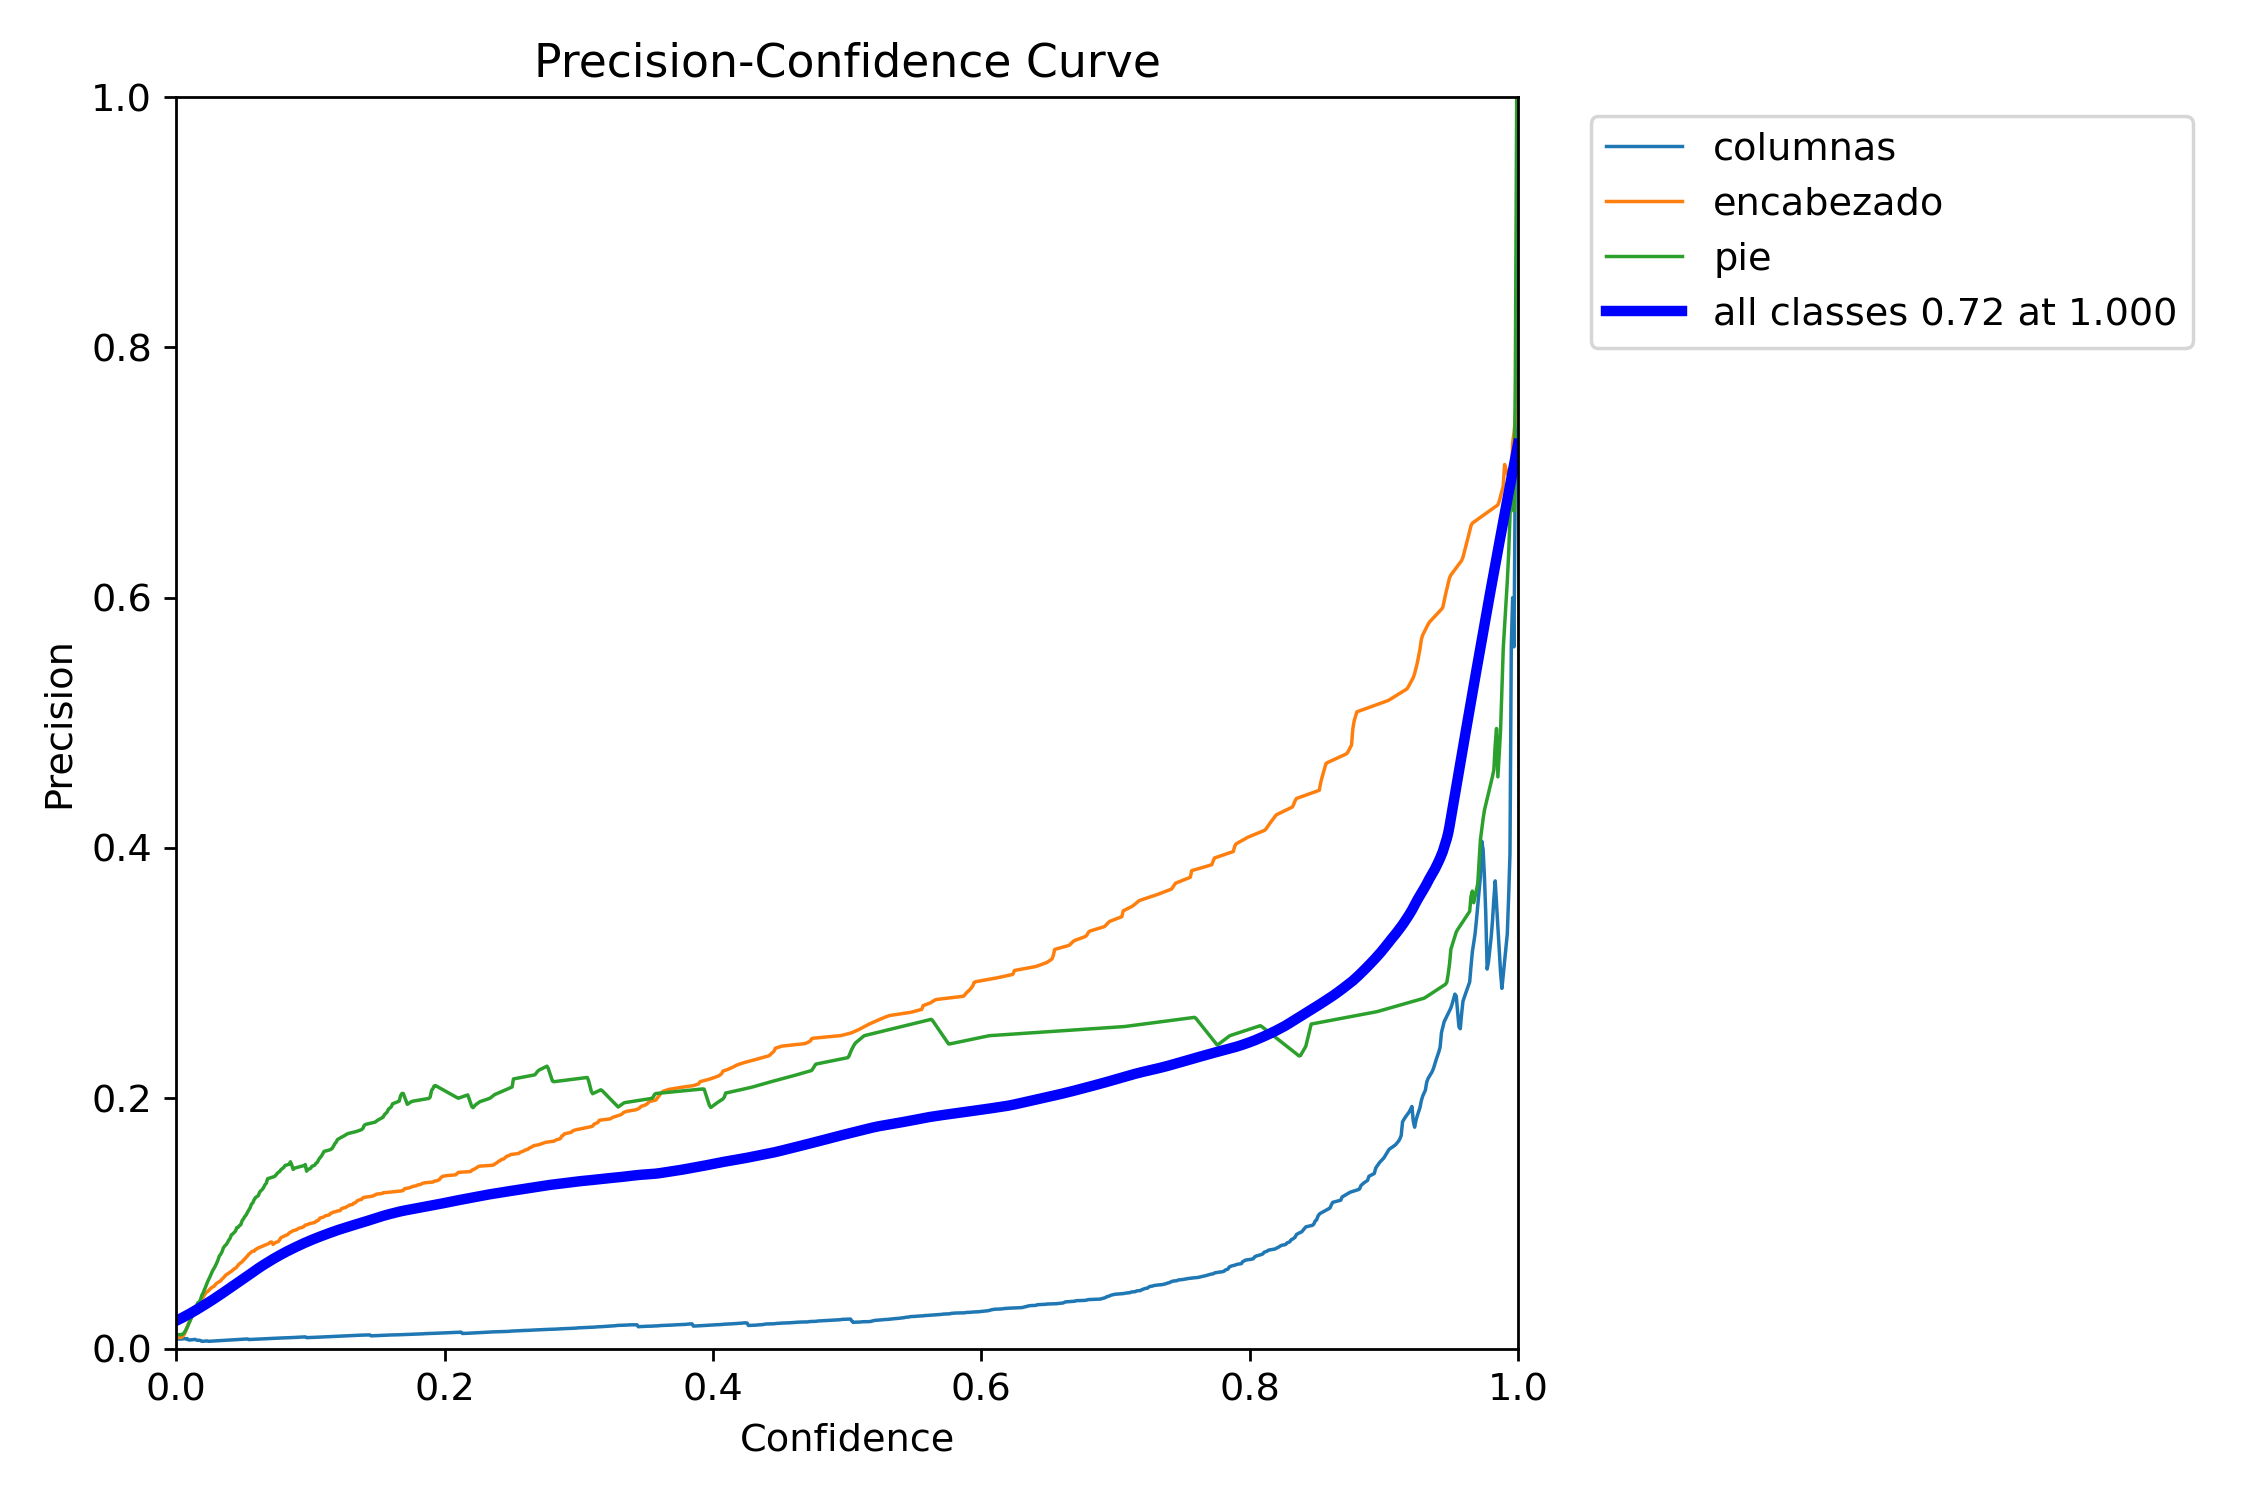 Precision-Confidence Curve
1.0
0.8
0.6
0.4
0.2
0.0
Precision
0.0 0.2 0.4 0.6 0.8 1.0
Confidence
columnas
encabezado
pie
all classes 0.72 at 1.000